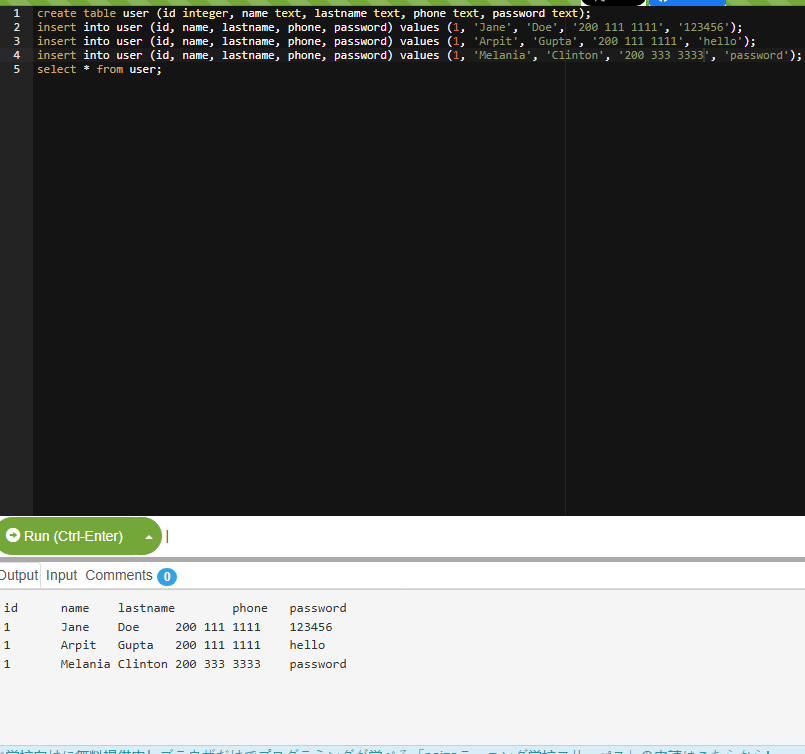 1 create table user (id integer, name text, lastname text, phone text, password text);
2 insert into user (id, name, lastname, phone, password) values (1, 'Jane', 'Doe', '200 111 1111', '123456');
3 insert into user (id, name, lastname, phone, password) values (1, 'Arpit', 'Gupta', '200 111 1111', 'hello');
4 insert into user (id, name, lastname, phone, password) values (1, 'Melania', 'Clinton', '200 333 3333', 'password');
5 select * from user;
Run (Ctrl-Enter)
Output Input Comments 0
id name lastname phone password
1 Jane Doe 200 111 1111 123456
1 Arpit Gupta 200 111 1111 hello
1 Melania Clinton 200 333 3333 password